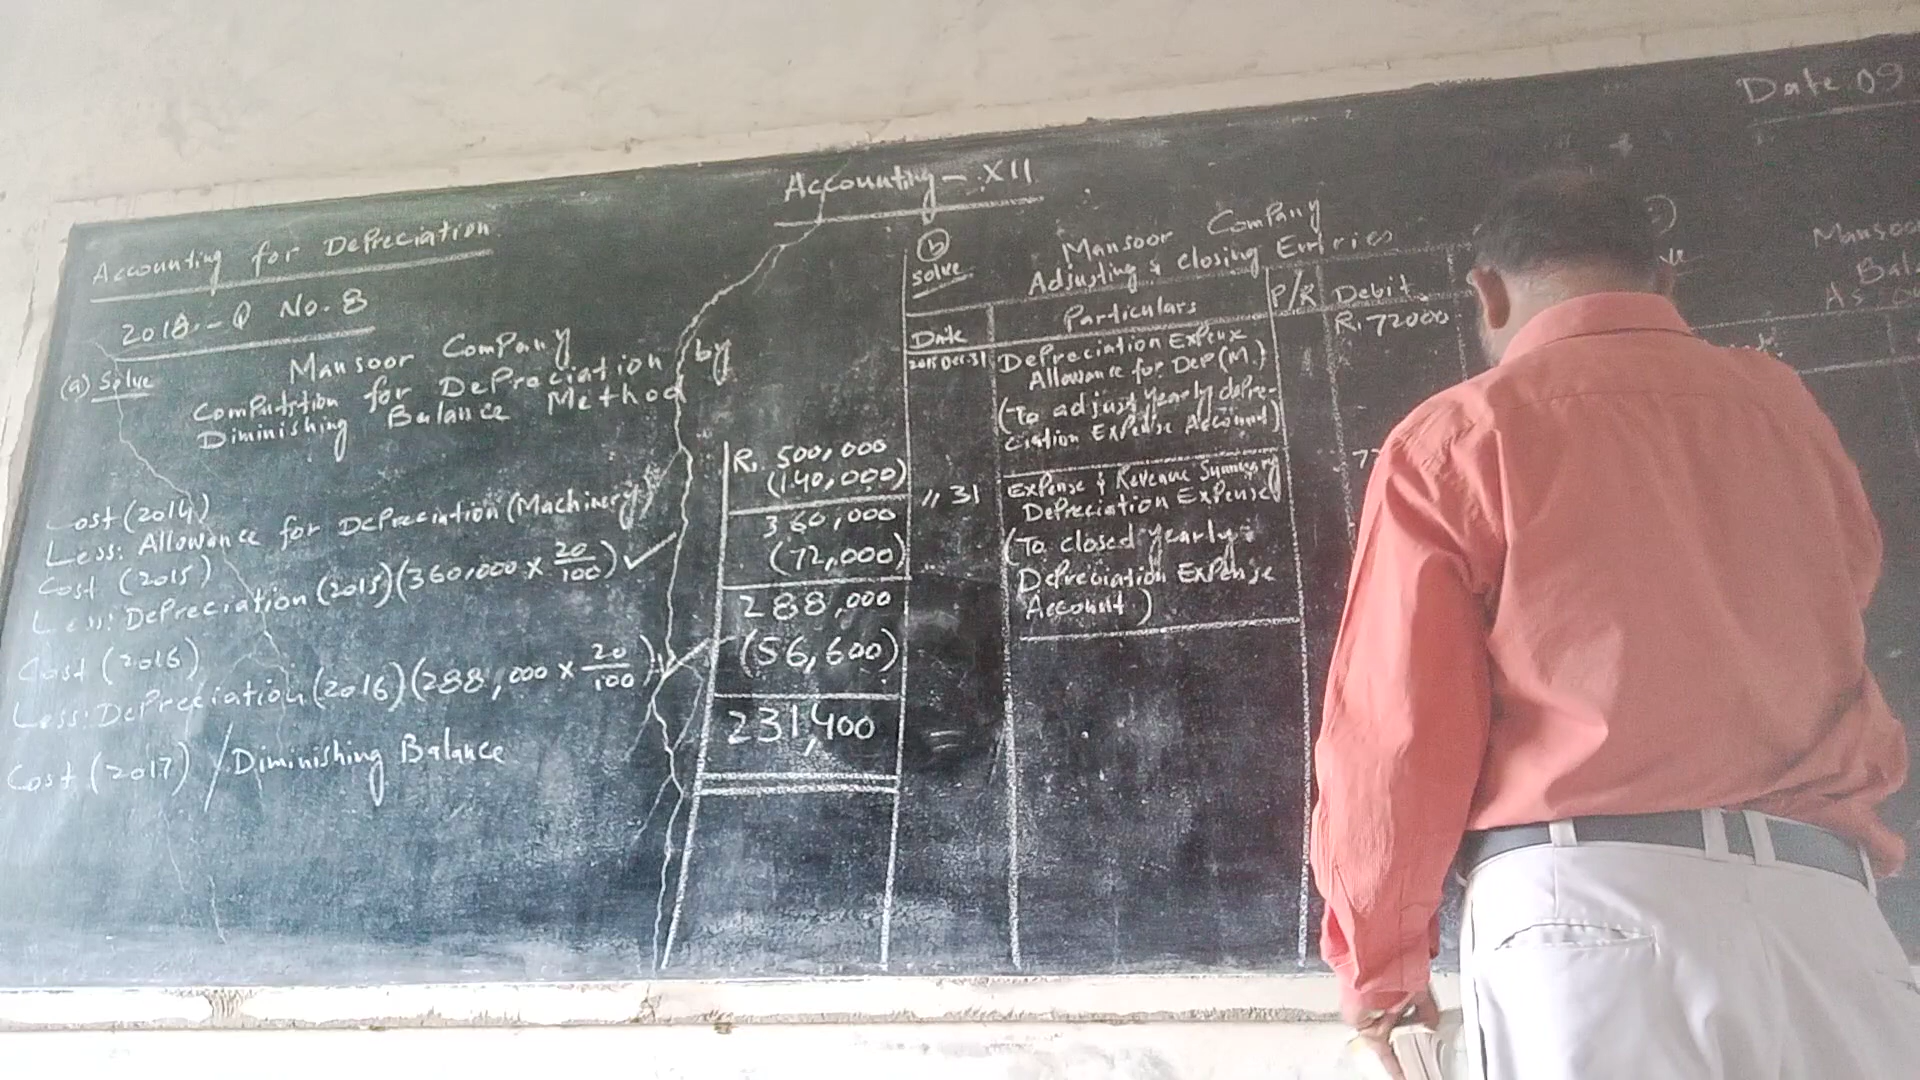 Date 09
Accounting - XII
Accounting for Depreciation
2018 - Q No. 8
(a) Solve
Mansoor Company
Computation for Depreciation by
Diminishing Balance Method
Cost (2014)
R. 500,000
Less: Allowance for Depreciation (Machinery)
(140,000)
Cost (2015)
360,000
Less: Depreciation (2015) (360,000 × 20/100) ✓
(72,000)
Cost (2016)
288,000
Less: Depreciation (2016) (288,000 × 20/100) ✓
(56,600)
Cost (2017) / Diminishing Balance
231,400
(b)
Solve
Mansoor Company
Adjusting & Closing Entries
Date Particulars P/R Debit
2015 Dec. 31 Depreciation Expense R. 72000
Allowance for Dep (M.)
(To adjust yearly depre-
ciation Expense Account)
" 31 Expense & Revenue Summary
Depreciation Expense
(To closed yearly
Depreciation Expense
Account.)
Mansoo
Bal
As